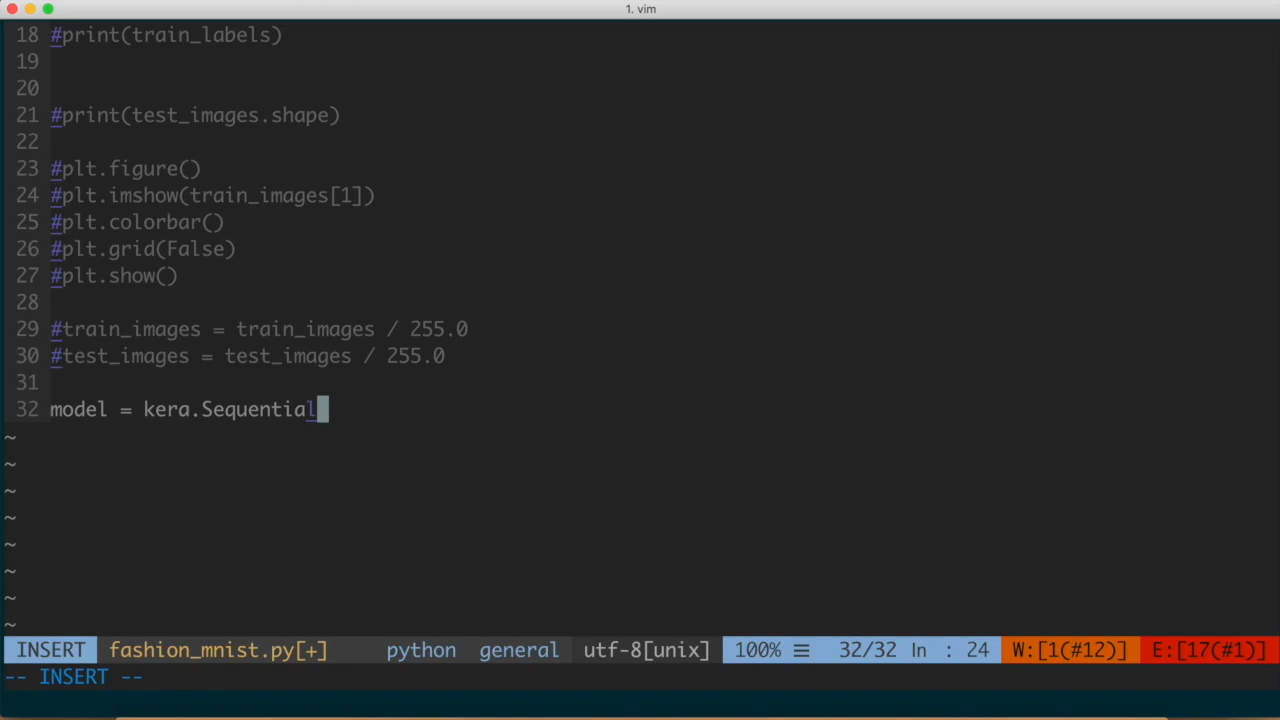 1. vim
18 #print(train_labels)
19
20
21 #print(test_images.shape)
22
23 #plt.figure()
24 #plt.imshow(train_images[1])
25 #plt.colorbar()
26 #plt.grid(False)
27 #plt.show()
28
29 #train_images = train_images / 255.0
30 #test_images = test_images / 255.0
31
32 model = kera.Sequential
~
~
~
~
~
~
~
~
INSERT fashion_mnist.py[+] python general utf-8[unix] 100% ☰ 32/32 ln : 24 W:[1(#12)] E:[17(#1)]
-- INSERT --